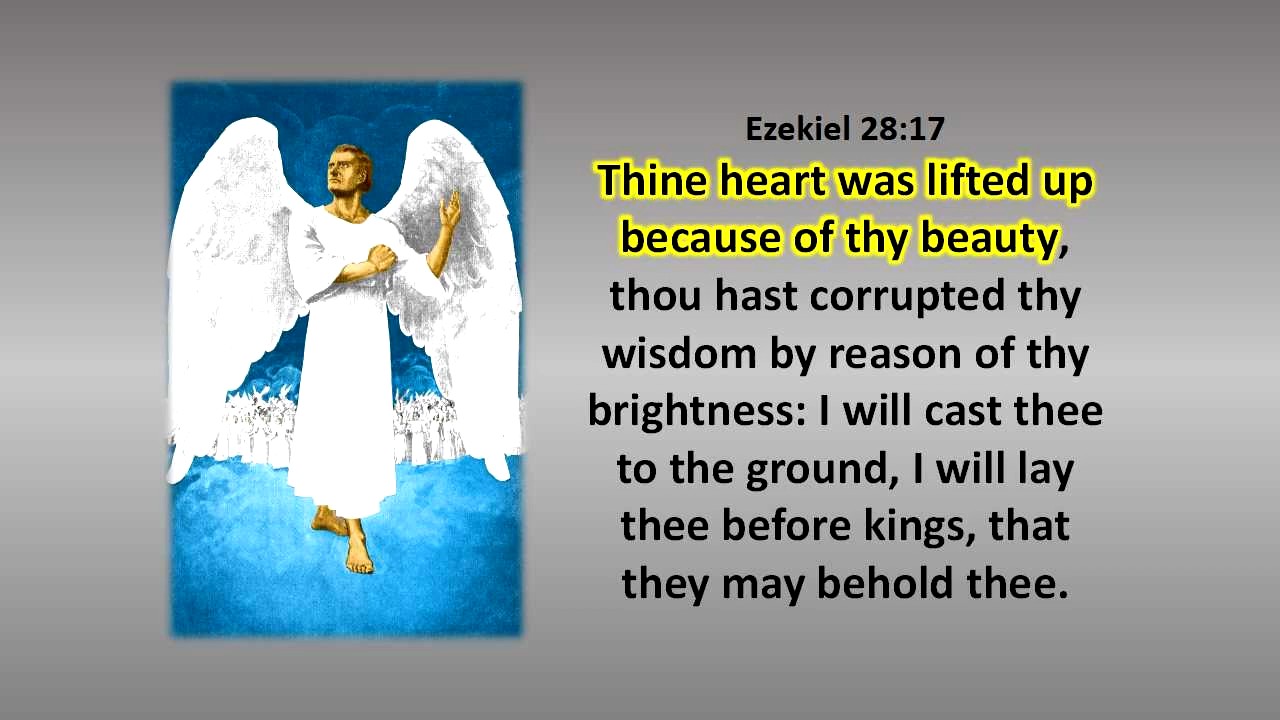 Ezekiel 28:17
Thine heart was lifted up
because of thy beauty,
thou hast corrupted thy
wisdom by reason of thy
brightness: I will cast thee
to the ground, I will lay
thee before kings, that
they may behold thee.